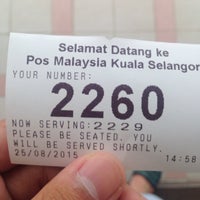 Selamat Datang ke
Pos Malaysia Kuala Selangor
YOUR NUMBER:
2260
NOW SERVING:2229
PLEASE BE SEATED, YOU
WILL BE SERVED SHORTLY.
25/08/2015 14:58